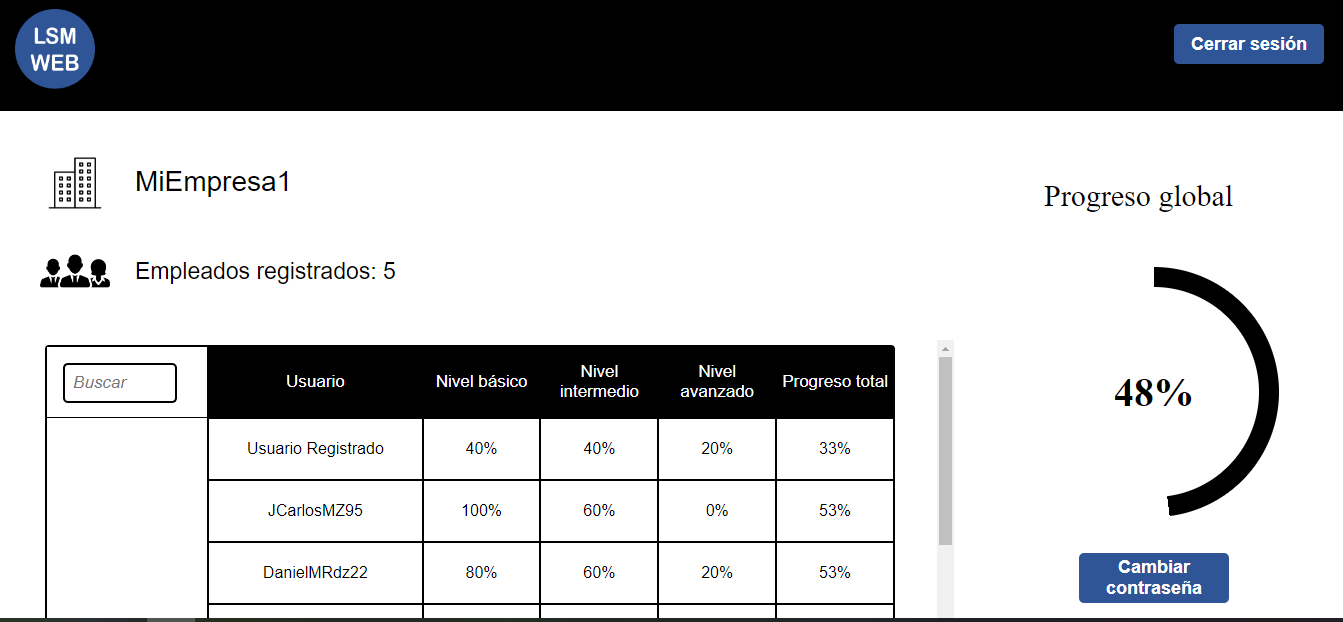 LSM
WEB
Cerrar sesión
MiEmpresa1
Progreso global
Empleados registrados: 5
Buscar
Usuario
Nivel básico
Nivel
intermedio
Nivel
avanzado
Progreso total
Usuario Registrado 40% 40% 20% 33%
JCarlosMZ95 100% 60% 0% 53%
DanielMRdz22 80% 60% 20% 53%
48%
Cambiar
contraseña